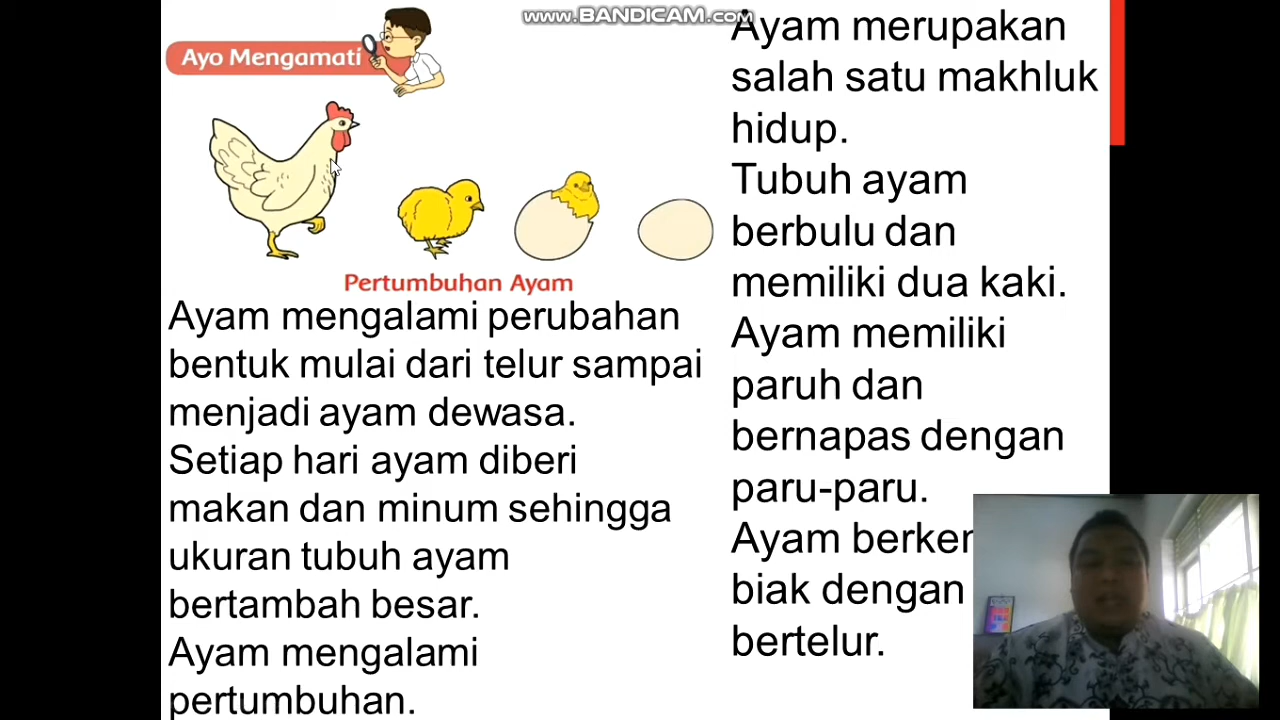 www.BANDICAM.com
Ayo Mengamati
Pertumbuhan Ayam
Ayam mengalami perubahan
bentuk mulai dari telur sampai
menjadi ayam dewasa.
Setiap hari ayam diberi
makan dan minum sehingga
ukuran tubuh ayam
bertambah besar.
Ayam mengalami
pertumbuhan.
Ayam merupakan
salah satu makhluk
hidup.
Tubuh ayam
berbulu dan
memiliki dua kaki.
Ayam memiliki
paruh dan
bernapas dengan
paru-paru.
Ayam
biak dengan
bertelur.